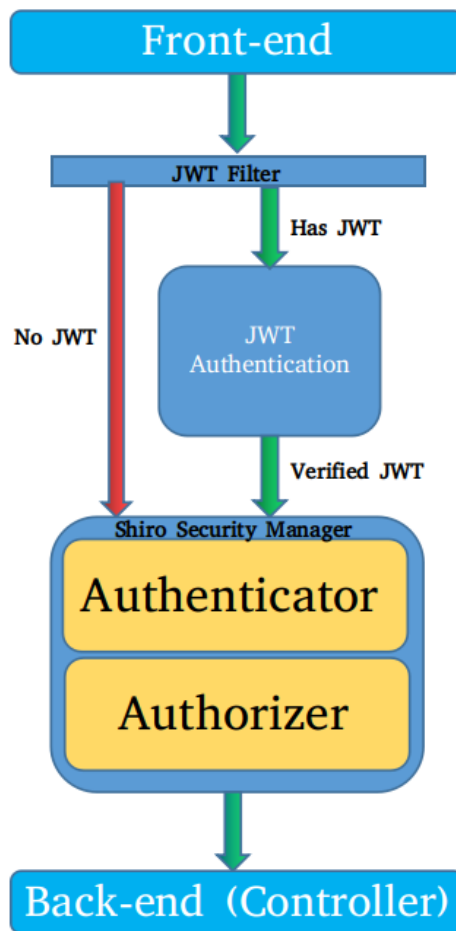 Front-end
JWT Filter
Has JWT
No JWT
JWT
Authentication
Verified JWT
Shiro Security Manager
Authenticator
Authorizer
Back-end (Controller)